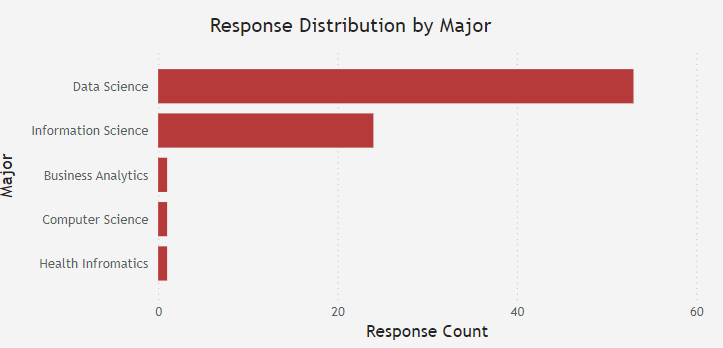 Response Distribution by Major
Major
Data Science
Information Science
Business Analytics
Computer Science
Health Infromatics
0 20 40 60
Response Count